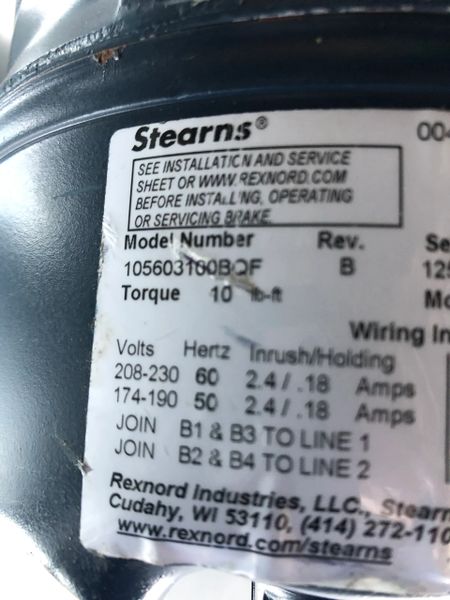 Stearns® 004
SEE INSTALLATION AND SERVICE
SHEET OR WWW.REXNORD.COM
BEFORE INSTALLING, OPERATING
OR SERVICING BRAKE.
Model Number Rev. Se
105603100BQF B 125
Torque 10 lb-ft Mo
Wiring In
Volts Hertz Inrush/Holding
208-230 60 2.4 / .18 Amps
174-190 50 2.4 / .18 Amps
JOIN B1 & B3 TO LINE 1
JOIN B2 & B4 TO LINE 2
Rexnord Industries, LLC., Stearn
Cudahy, WI 53110, (414) 272-110
www.rexnord.com/stearns